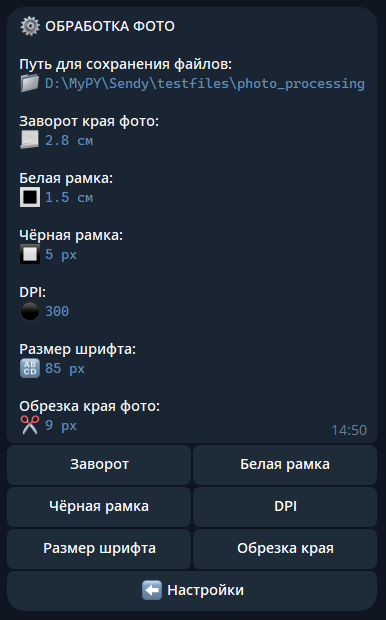 ОБРАБОТКА ФОТО
Путь для сохранения файлов:
D:\MyPY\Sendy\testfiles\photo_processing
Заворот края фото:
2.8 см
Белая рамка:
1.5 см
Чёрная рамка:
5 px
DPI:
300
Размер шрифта:
85 px
Обрезка края фото:
9 px
14:50
Заворот
Белая рамка
Чёрная рамка
DPI
Размер шрифта
Обрезка края
Настройки